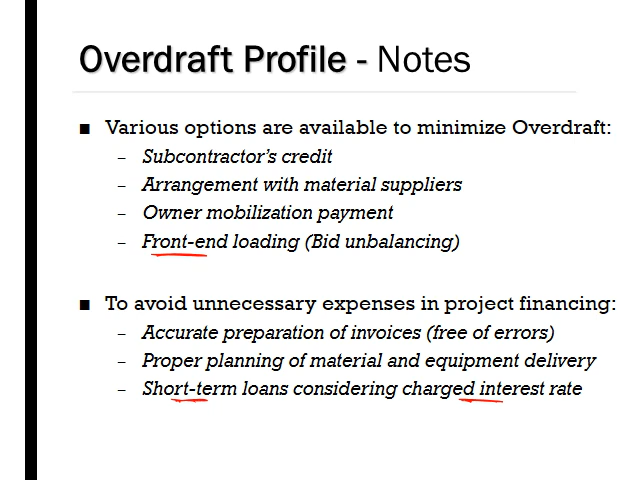 Overdraft Profile - Notes
■ Various options are available to minimize Overdraft:
– Subcontractor's credit
– Arrangement with material suppliers
– Owner mobilization payment
– Front-end loading (Bid unbalancing)
■ To avoid unnecessary expenses in project financing:
– Accurate preparation of invoices (free of errors)
– Proper planning of material and equipment delivery
– Short-term loans considering charged interest rate